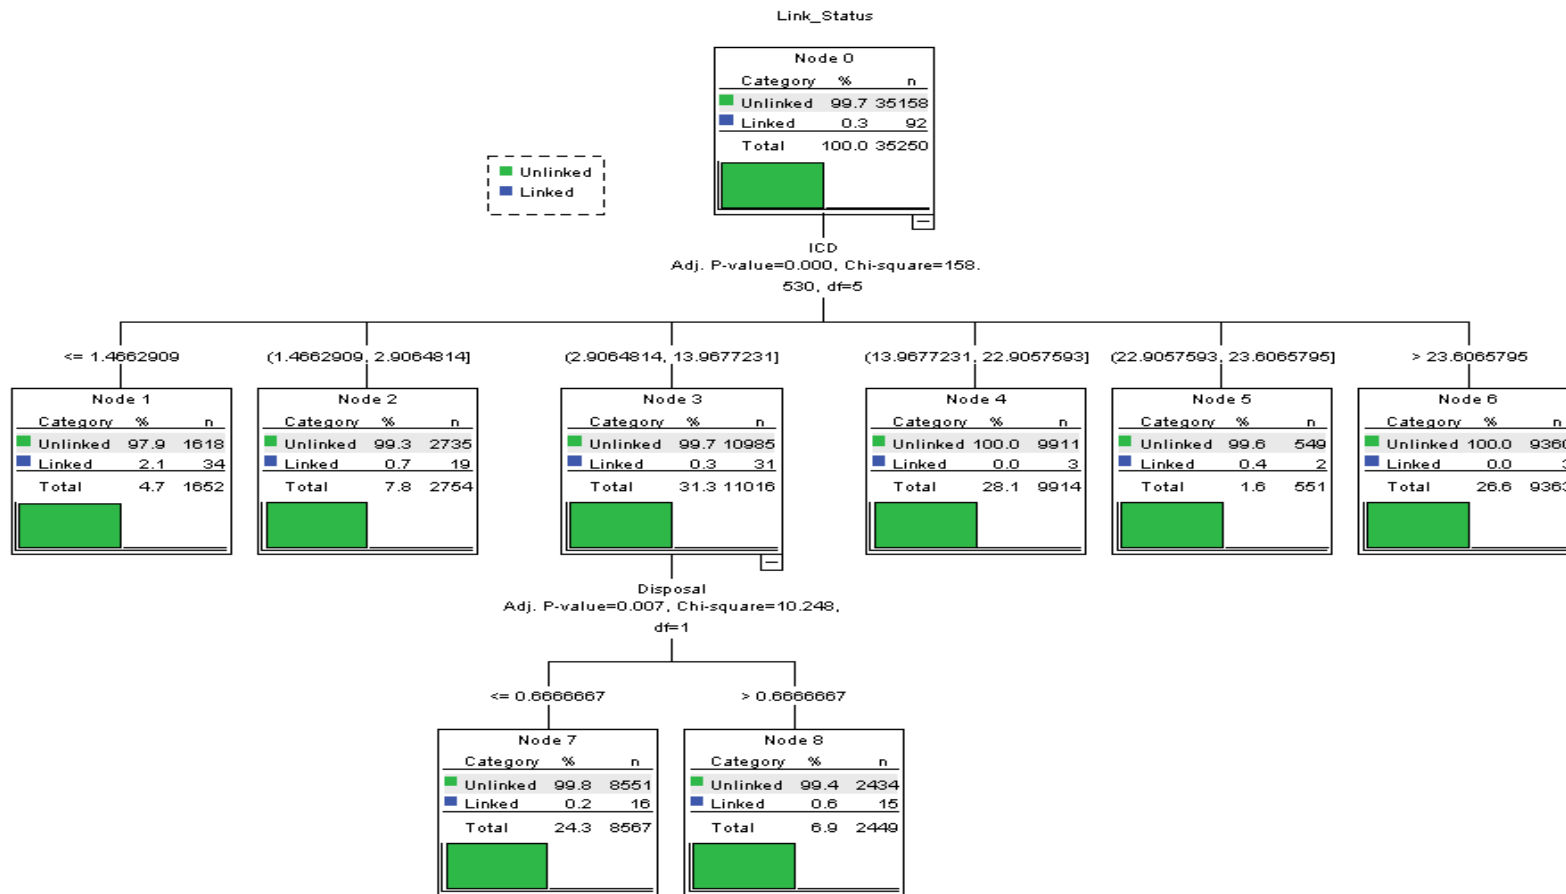 Link_Status
Node 0
Category % n
Unlinked 99.7 35158
Linked 0.3 92
Total 100.0 35250
Unlinked
Linked
ICD
Adj. P-value=0.000, Chi-square=158.
530, df=5
<= 1.4662909
(1.4662909, 2.9064814]
(2.9064814, 13.9677231]
(13.9677231, 22.9057593]
(22.9057593, 23.6065795]
> 23.6065795
Node 1
Category % n
Unlinked 97.9 1618
Linked 2.1 34
Total 4.7 1652
Node 2
Category % n
Unlinked 99.3 2735
Linked 0.7 19
Total 7.8 2754
Node 3
Category % n
Unlinked 99.7 10985
Linked 0.3 31
Total 31.3 11016
Node 4
Category % n
Unlinked 100.0 9911
Linked 0.0 3
Total 28.1 9914
Node 5
Category % n
Unlinked 99.6 549
Linked 0.4 2
Total 1.6 551
Node 6
Category % n
Unlinked 100.0 9360
Linked 0.0 3
Total 26.6 9363
Disposal
Adj. P-value=0.007, Chi-square=10.248,
df=1
<= 0.6666667
> 0.6666667
Node 7
Category % n
Unlinked 99.8 8551
Linked 0.2 16
Total 24.3 8567
Node 8
Category % n
Unlinked 99.4 2434
Linked 0.6 15
Total 6.9 2449